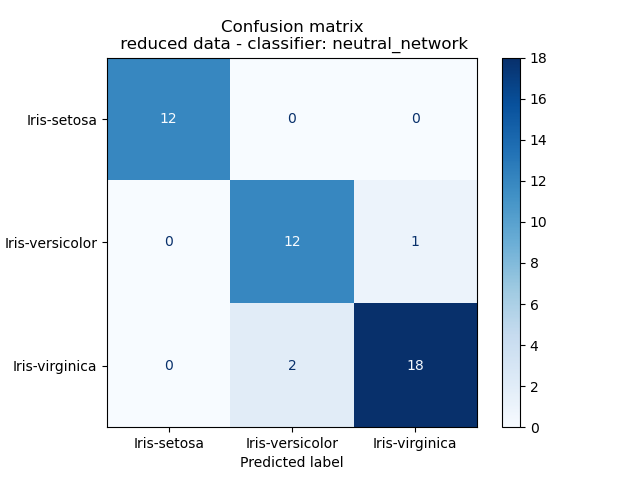 Confusion matrix
reduced data - classifier: neutral_network
Iris-setosa 12 0 0
Iris-versicolor 0 12 1
Iris-virginica 0 2 18
Iris-setosa Iris-versicolor Iris-virginica
Predicted label
18
16
14
12
10
8
6
4
2
0